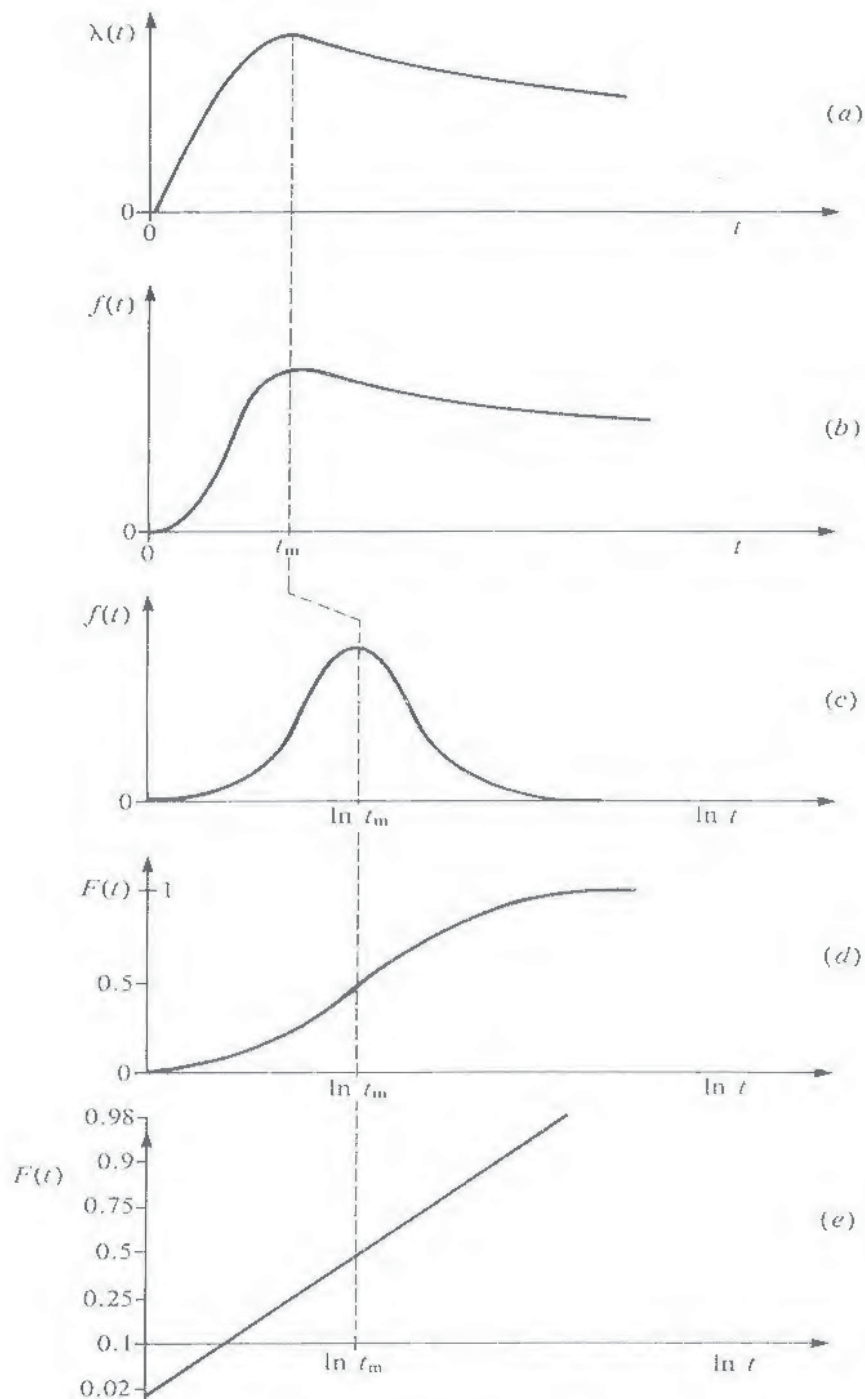 λ(t)
(a)
0
0
t
f(t)
(b)
0
0
t_m
t
f(t)
(c)
0
ln t_m
ln t
F(t)
1
(d)
0.5
0
ln t_m
ln t
0.98
0.9
F(t)
0.75
(e)
0.5
0.25
0.1
ln t_m
ln t
0.02